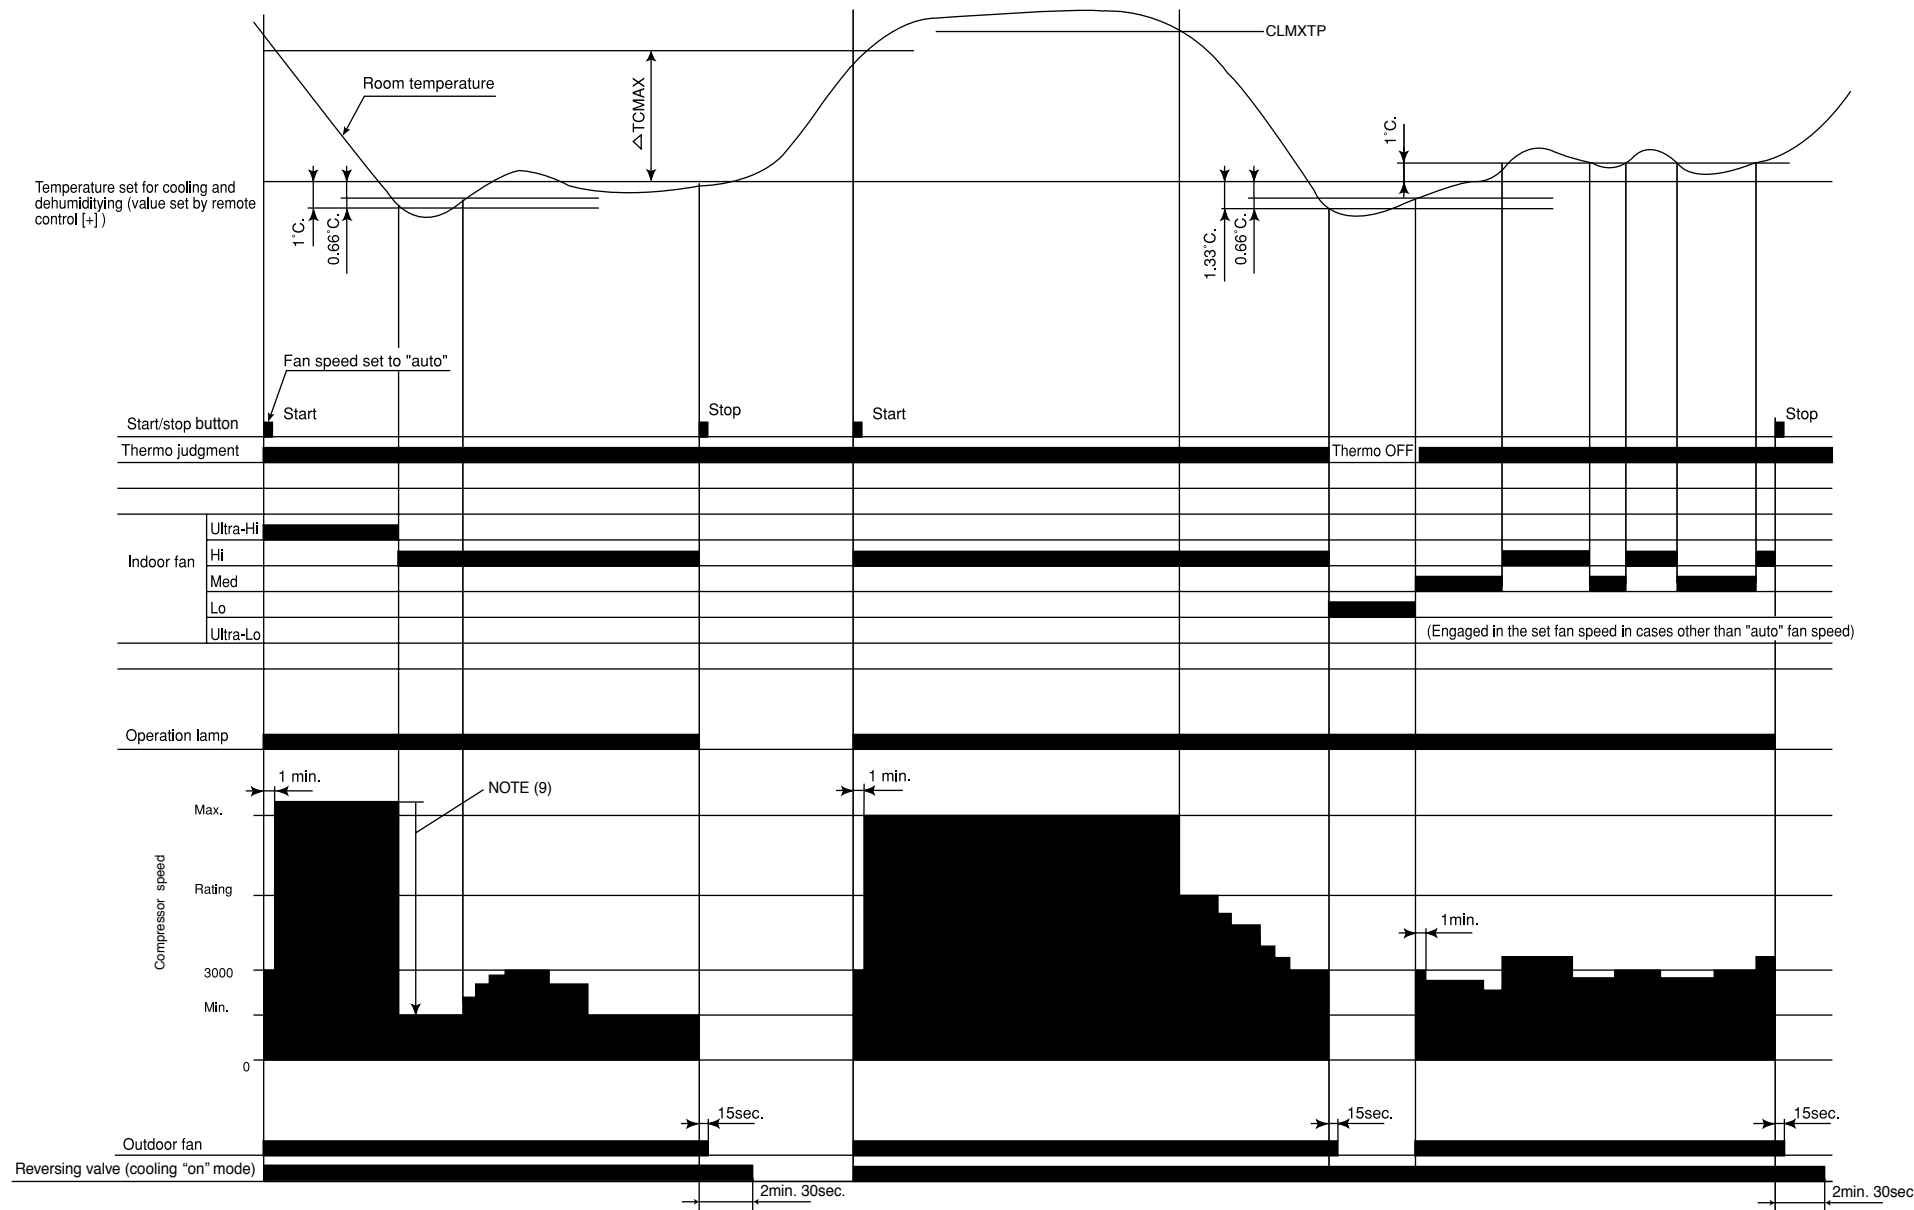 CLMXTP
Room temperature
△TCMAX
1°C.
Temperature set for cooling and
dehumiditying (value set by remote
control [+] )
1°C.
0.66°C.
1.33°C.
0.66°C.
Fan speed set to "auto"
Start/stop button
Start
Stop
Start
Stop
Thermo judgment
Thermo OFF
Indoor fan
Ultra-Hi
Hi
Med
Lo
Ultra-Lo
(Engaged in the set fan speed in cases other than "auto" fan speed)
Operation lamp
1 min.
NOTE (9)
1 min.
1min.
Compressor speed
Max.
Rating
3000
Min.
0
15sec.
15sec.
15sec.
Outdoor fan
Reversing valve (cooling “on” mode)
2min. 30sec.
2min. 30sec